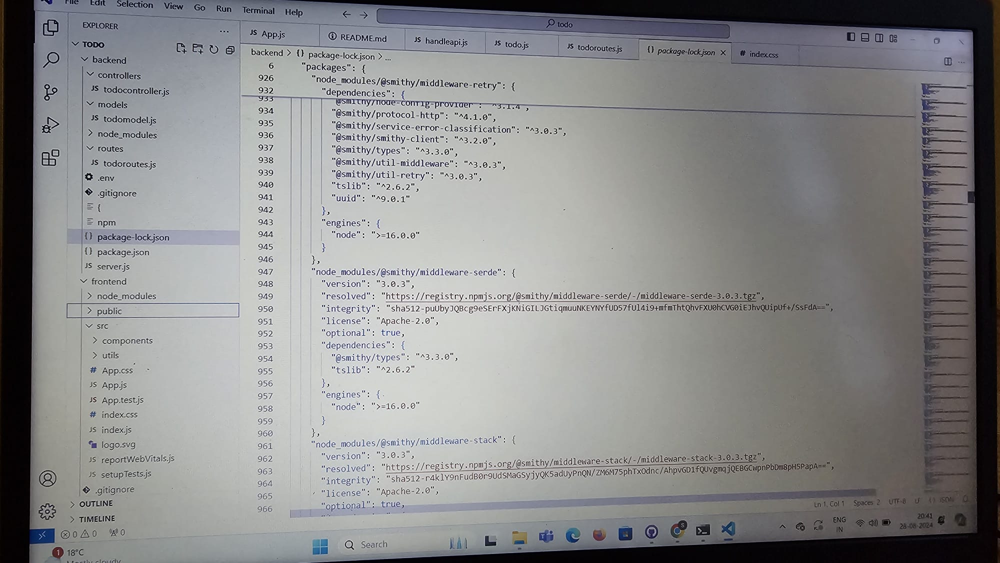 File Edit Selection View Go Run Terminal Help
todo
EXPLORER
TODO
backend
controllers
JS todocontroller.js
models
JS todomodel.js
node_modules
routes
JS todoroutes.js
.env
.gitignore
{
npm
{} package-lock.json
{} package.json
JS server.js
frontend
node_modules
public
src
components
utils
# App.css
JS App.js
JS App.test.js
# index.css
JS index.js
logo.svg
JS reportWebVitals.js
JS setupTests.js
.gitignore
OUTLINE
TIMELINE
JS App.js README.md JS handleapi.js JS todo.js JS todoroutes.js {} package-lock.json # index.css
backend > {} package-lock.json > ...
6 "packages": {
926 "node_modules/@smithy/middleware-retry": {
932 "dependencies": {
933 "@smithy/node-config-provider": "^3.1.4",
934 "@smithy/protocol-http": "^4.1.0",
935 "@smithy/service-error-classification": "^3.0.3",
936 "@smithy/smithy-client": "^3.2.0",
937 "@smithy/types": "^3.3.0",
938 "@smithy/util-middleware": "^3.0.3",
939 "@smithy/util-retry": "^3.0.3",
940 "tslib": "^2.6.2",
941 "uuid": "^9.0.1"
942 },
943 "engines": {
944 "node": ">=16.0.0"
945 }
946 },
947 "node_modules/@smithy/middleware-serde": {
948 "version": "3.0.3",
949 "resolved": "https://registry.npmjs.org/@smithy/middleware-serde/-/middleware-serde-3.0.3.tgz",
950 "integrity": "sha512-puUbyJQBcg9eSErFXjKNiGILJGtiqmuuNKEYNYfUD57fUl4i9+mfmThtQhvFXU0hCVG0iEJhvQUipUf+/SsFdA==",
951 "license": "Apache-2.0",
952 "optional": true,
953 "dependencies": {
954 "@smithy/types": "^3.3.0",
955 "tslib": "^2.6.2"
956 },
957 "engines": {
958 "node": ">=16.0.0"
959 }
960 },
961 "node_modules/@smithy/middleware-stack": {
962 "version": "3.0.3",
963 "resolved": "https://registry.npmjs.org/@smithy/middleware-stack/-/middleware-stack-3.0.3.tgz",
964 "integrity": "sha512-r4klY9nFudB0r9UdSMaGSyjyQK5adUyPnQN/ZM6M75phTxOdnc/AhpvGD1fQUvgmqjQEBGCwpnPbDm8pH5PapA==",
965 "license": "Apache-2.0",
966 "optional": true,
0 0 0
Ln 1, Col 1 Spaces 2 UTF-8 LF {} JSON
1 18°C
Mostly cloudy
Search
ENG
IN
20:41
28-08-2024